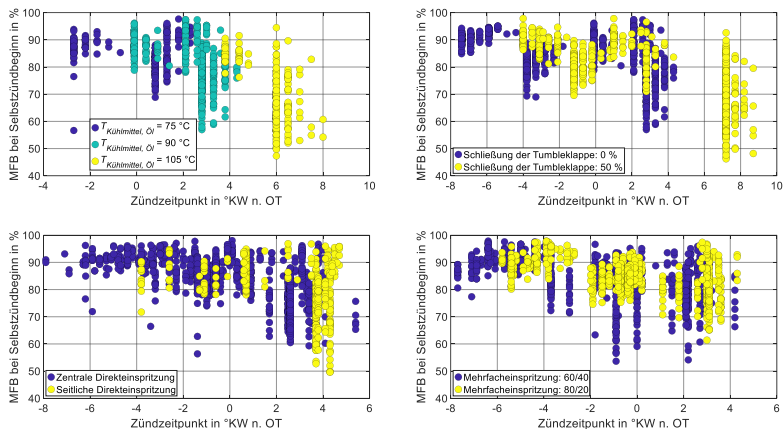 MFB bei Selbstzündbeginn in %
100
90
80
70
60
50
40
T Kühlmittel, Öl = 75 °C
T Kühlmittel, Öl = 90 °C
T Kühlmittel, Öl = 105 °C
-4 -2 0 2 4 6 8 10
Zündzeitpunkt in °KW n. OT
MFB bei Selbstzündbeginn in %
100
90
80
70
60
50
40
Schließung der Tumbleklappe: 0 %
Schließung der Tumbleklappe: 50 %
-8 -6 -4 -2 0 2 4 6 8 10
Zündzeitpunkt in °KW n. OT
MFB bei Selbstzündbeginn in %
100
90
80
70
60
50
40
Zentrale Direkteinspritzung
Seitliche Direkteinspritzung
-8 -6 -4 -2 0 2 4 6
Zündzeitpunkt in °KW n. OT
MFB bei Selbstzündbeginn in %
100
90
80
70
60
50
40
Mehrfacheinspritzung: 60/40
Mehrfacheinspritzung: 80/20
-8 -6 -4 -2 0 2 4 6
Zündzeitpunkt in °KW n. OT